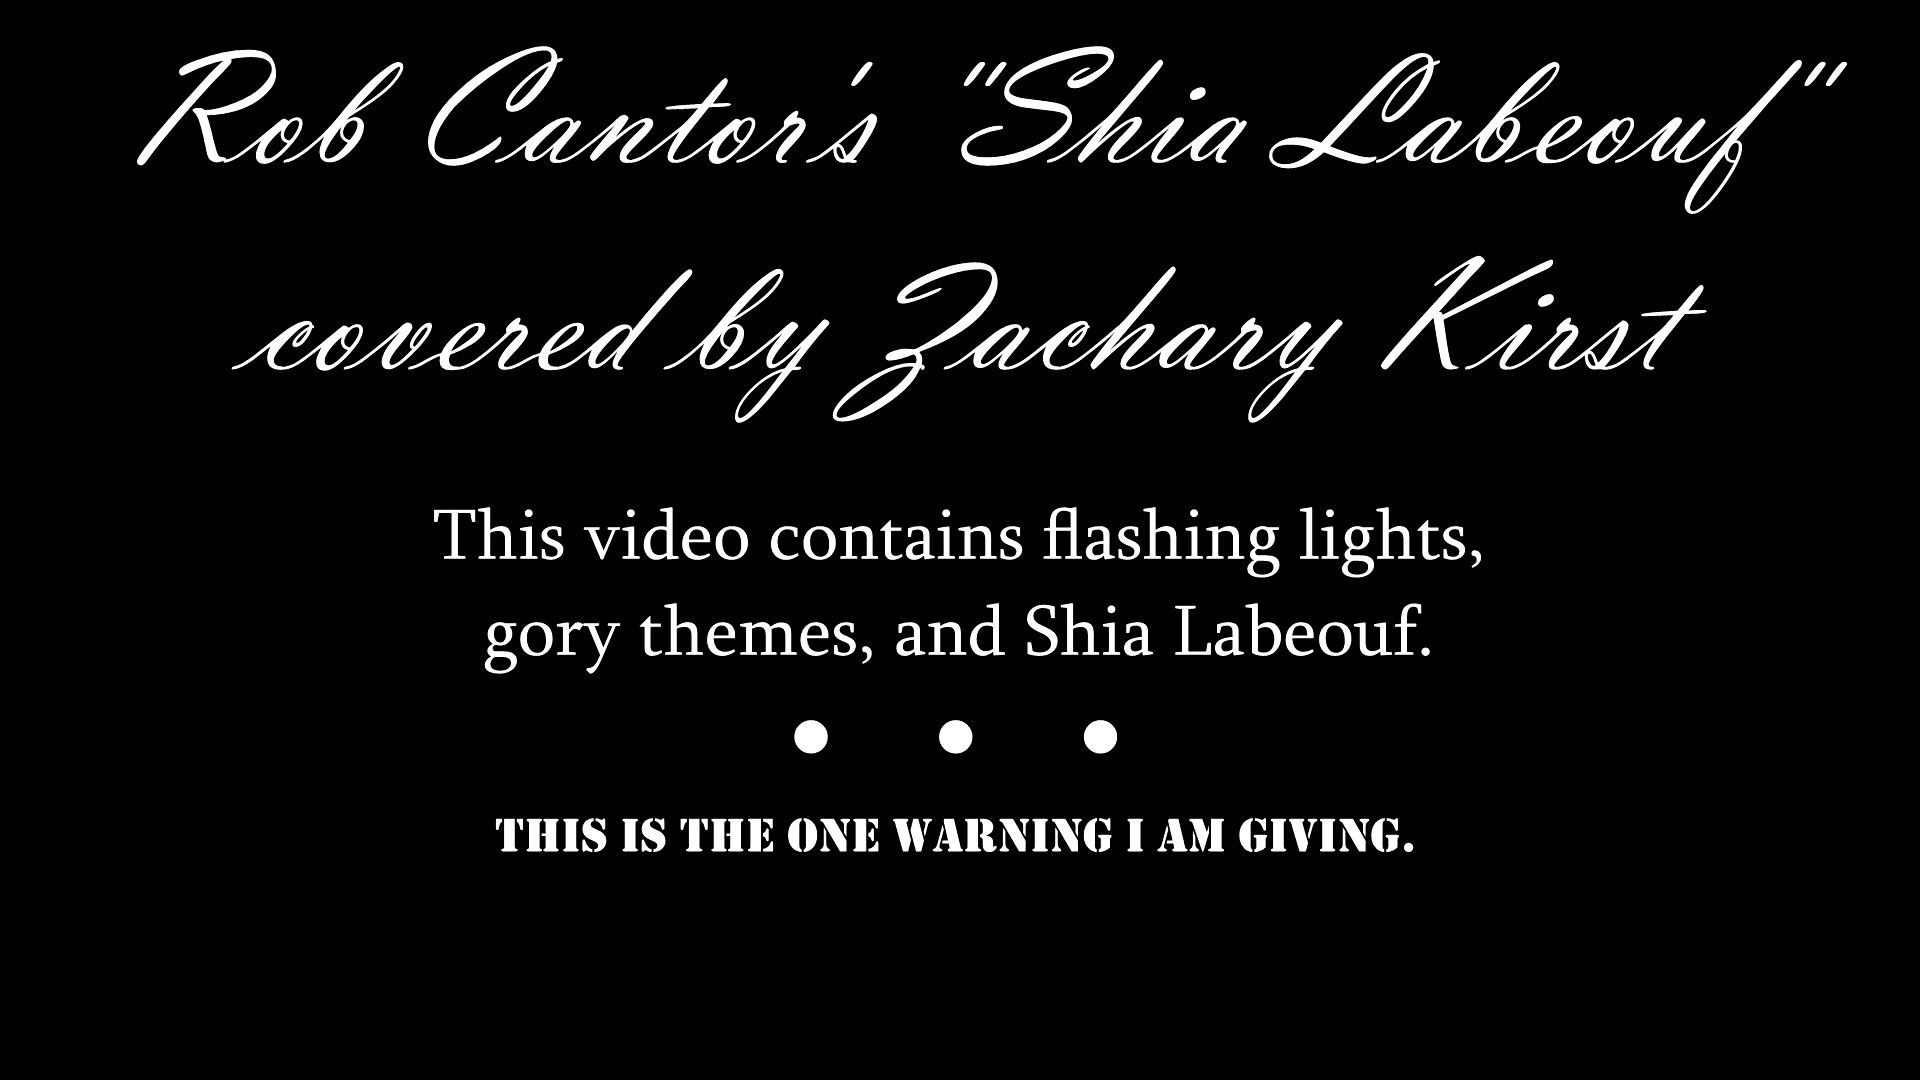 Rob Cantor's "Shia Labeouf"
covered by Zachary Kirst
This video contains flashing lights,
gory themes, and Shia Labeouf.
• • •
THIS IS THE ONE WARNING I AM GIVING.